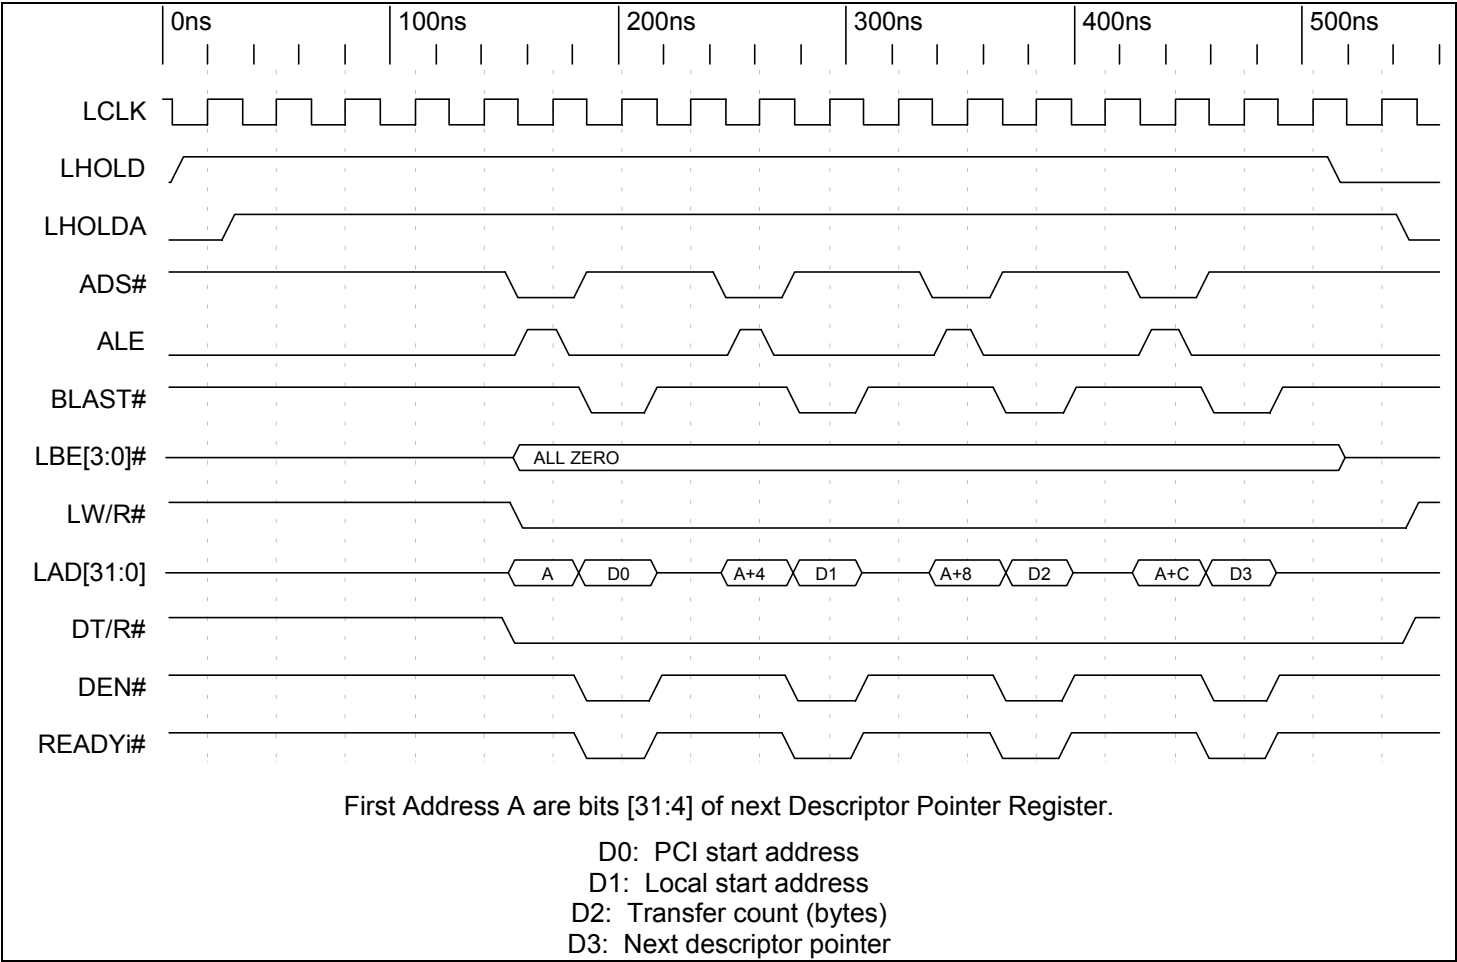 0ns 100ns 200ns 300ns 400ns 500ns
LCLK
LHOLD
LHOLDA
ADS#
ALE
BLAST#
LBE[3:0]# ALL ZERO
LW/R#
LAD[31:0] A D0 A+4 D1 A+8 D2 A+C D3
DT/R#
DEN#
READYi#
First Address A are bits [31:4] of next Descriptor Pointer Register.
D0: PCI start address
D1: Local start address
D2: Transfer count (bytes)
D3: Next descriptor pointer